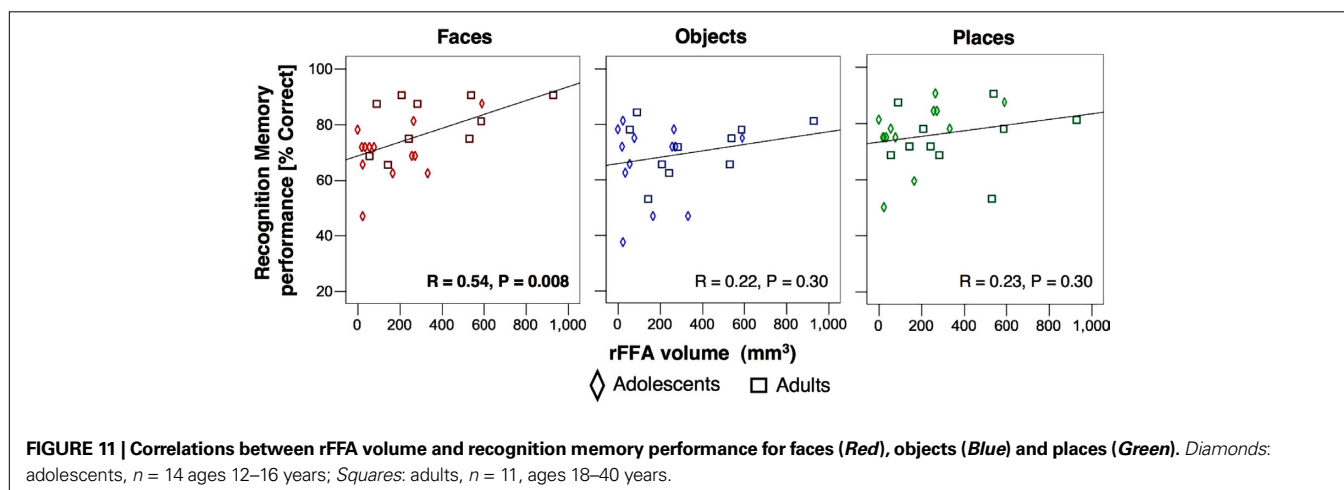 Faces
Objects
Places
Recognition Memory
performance [% Correct]
100
80
60
40
20
R = 0.54, P = 0.008
R = 0.22, P = 0.30
R = 0.23, P = 0.30
0 200 400 600 800 1,000
0 200 400 600 800 1,000
0 200 400 600 800 1,000
rFFA volume (mm³)
Adolescents Adults
FIGURE 11 | Correlations between rFFA volume and recognition memory performance for faces (Red), objects (Blue) and places (Green). Diamonds:
adolescents, n = 14 ages 12–16 years; Squares: adults, n = 11, ages 18–40 years.